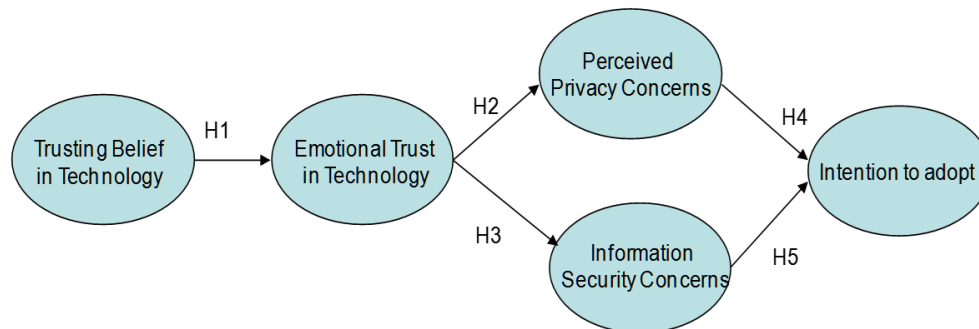 H1
Trusting Belief
in Technology
Emotional Trust
in Technology
H2
H3
Perceived
Privacy Concerns
Information
Security Concerns
H4
H5
Intention to adopt